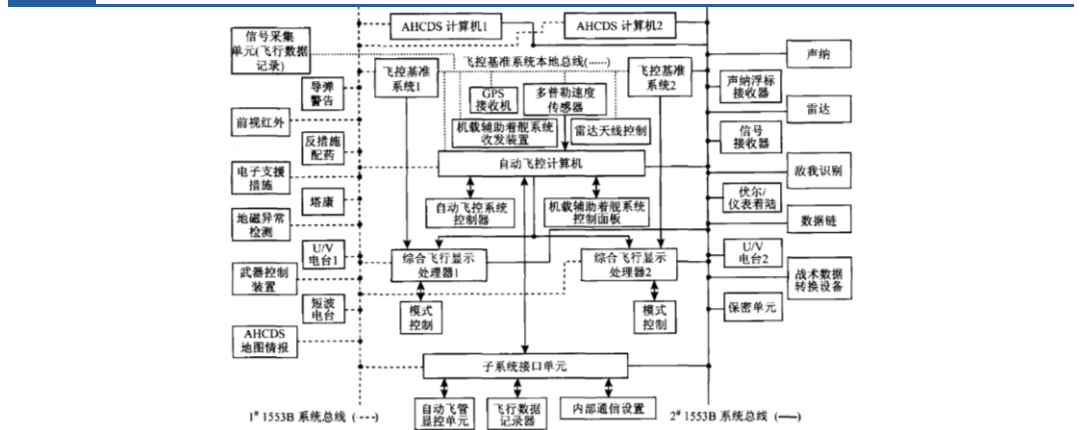 AHCDS 计算机1
AHCDS 计算机2
信号采集
单元(飞行数据
记录)
声纳
飞控基准
系统1
飞控基准系统本地总线(......)
飞控基准
系统2
导弹
警告
GPS
接收机
多普勒速度
传感器
声纳浮标
接收器
前视红外
机载辅助着舰系统
收发装置
雷达天线控制
雷达
反措施
配药
信号
接收器
自动飞控计算机
电子支援
措施
敌我识别
塔康
自动飞控系统
控制器
机载辅助着舰系统
控制面板
伏尔/
仪表着陆
地磁异常
检测
数据链
U/V
电台1
综合飞行显示
处理器1
综合飞行显示
处理器2
U/V
电台2
武器控制
装置
战术数据
转换设备
短波
电台
模式
控制
模式
控制
保密单元
AHCDS
地图情报
子系统接口单元
自动飞管
显控单元
飞行数据
记录器
内部通信设置
1# 1553B 系统总线 (----)
2# 1553B 系统总线 (——)